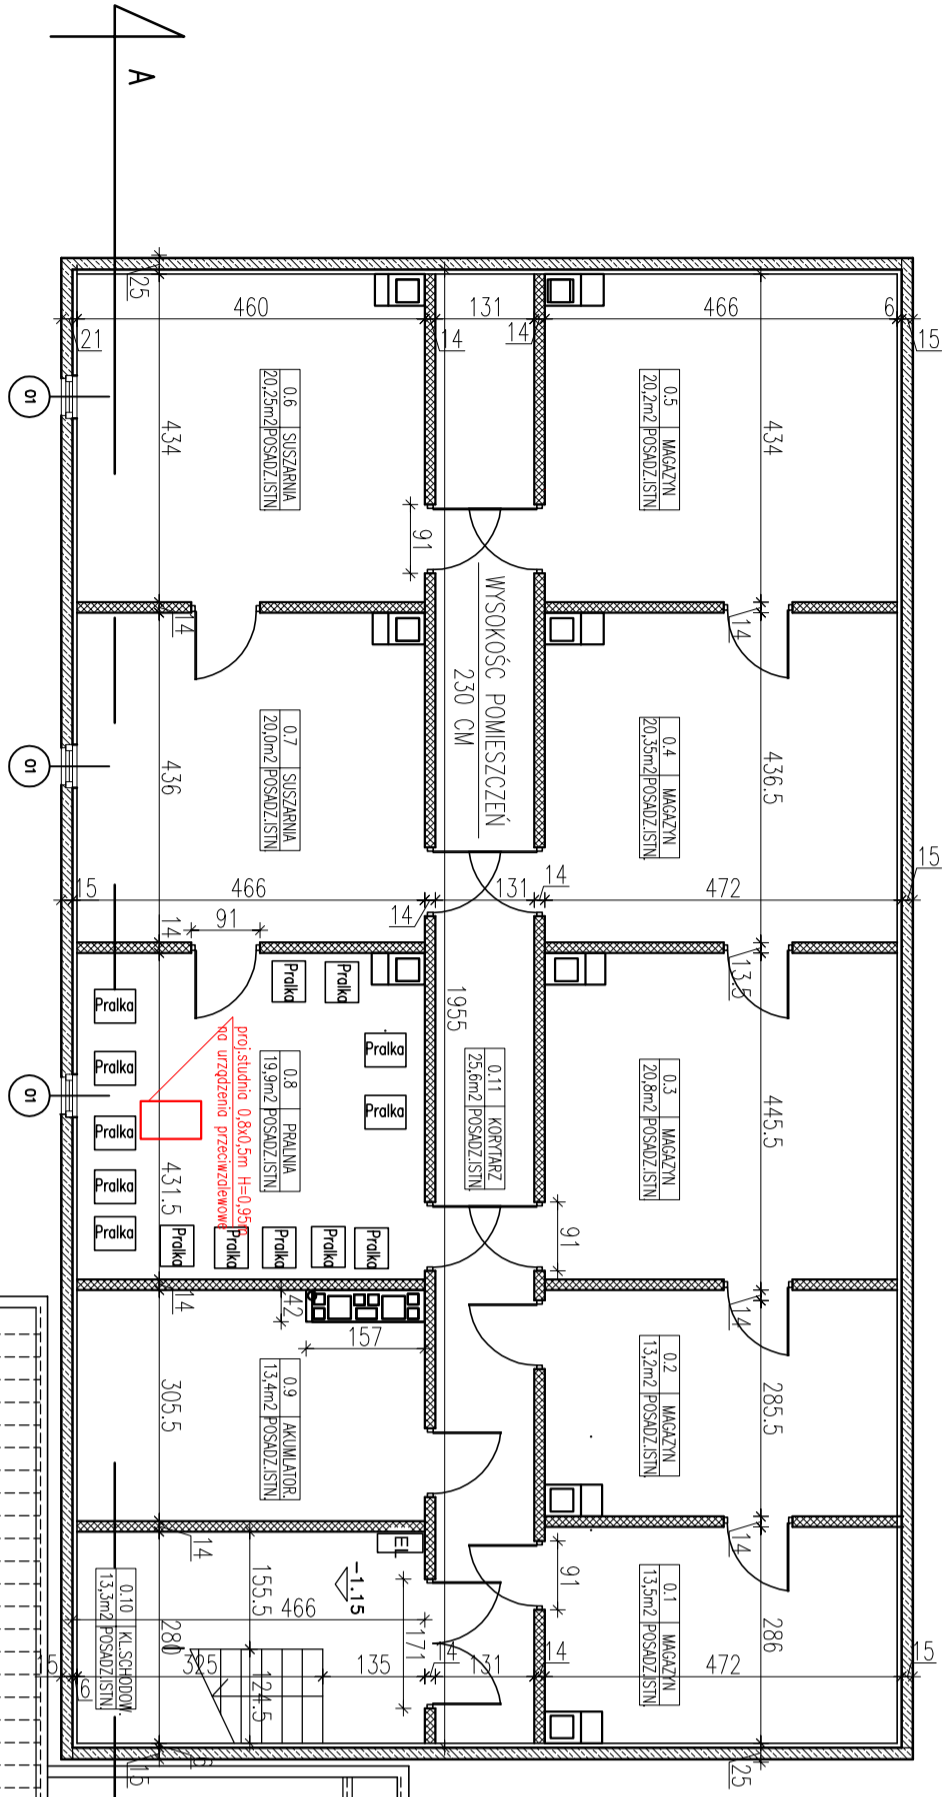 A
25
460
14
131
14
466
6
15
21
01
434
0.6 SUSZARNIA
20,25m2 POSADZ.ISTN.
91
0.5 MAGAZYN
20,2m2 POSADZ.ISTN.
434
14
14
WYSOKOŚC POMIESZCZEŃ
230 CM
01
436
0.7 SUSZARNIA
20,0m2 POSADZ.ISTN.
0.4 MAGAZYN
20,35m2 POSADZ.ISTN.
436.5
15
466
14
131
14
472
15
14
91
13.5
1955
Pralka
Pralka
Pralka
Pralka
Pralka
Pralka
Pralka
Pralka
Pralka
Pralka
Pralka
Pralka
Pralka
Pralka
01
431.5
proj.studnia 0,8x0,5m H=0,95m
na urządzenia przeciwzalewowe
0.8 PRALNIA
19,9m2 POSADZ.ISTN.
0.11 KORYTARZ
25,6m2 POSADZ.ISTN.
0.3 MAGAZYN
20,8m2 POSADZ.ISTN.
445.5
91
14
42
157
14
305.5
0.9 AKUMLATOR.
13,4m2 POSADZ.ISTN.
0.2 MAGAZYN
13,2m2 POSADZ.ISTN.
285.5
14
EL
-1.15
91
14
155.5
466
171
0.10 KL.SCHODOW.
13,3m2 POSADZ.ISTN.
280
0.1 MAGAZYN
13,5m2 POSADZ.ISTN.
286
15
6
325
124.5
135
14
131
14
472
15
6
15
25